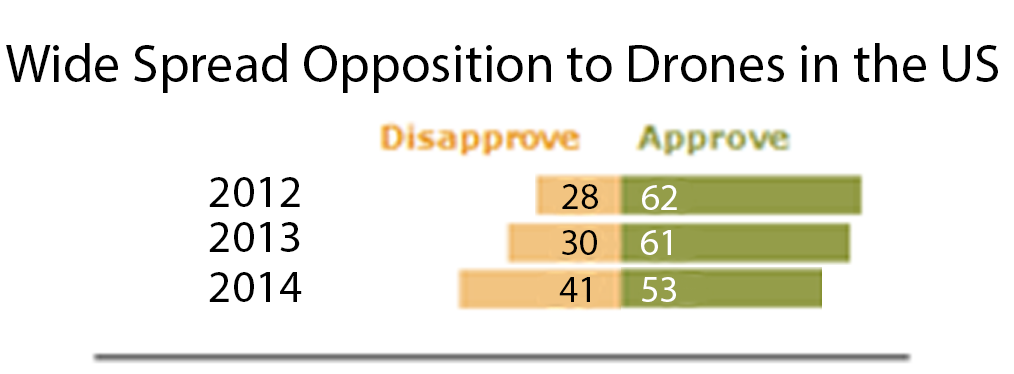 Wide Spread Opposition to Drones in the US
Disapprove Approve
2012 28 62
2013 30 61
2014 41 53